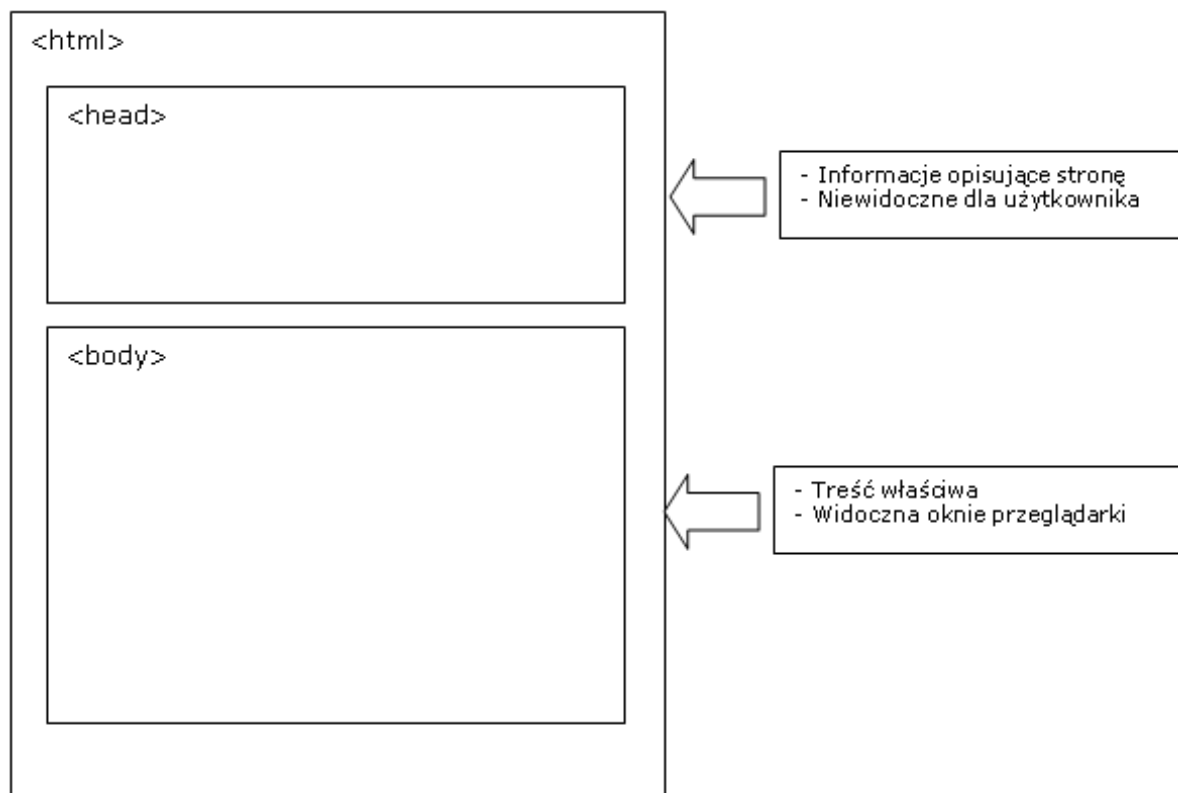 <html>
<head>
- Informacje opisujące stronę
- Niewidoczne dla użytkownika
<body>
- Treść właściwa
- Widoczna oknie przeglądarki